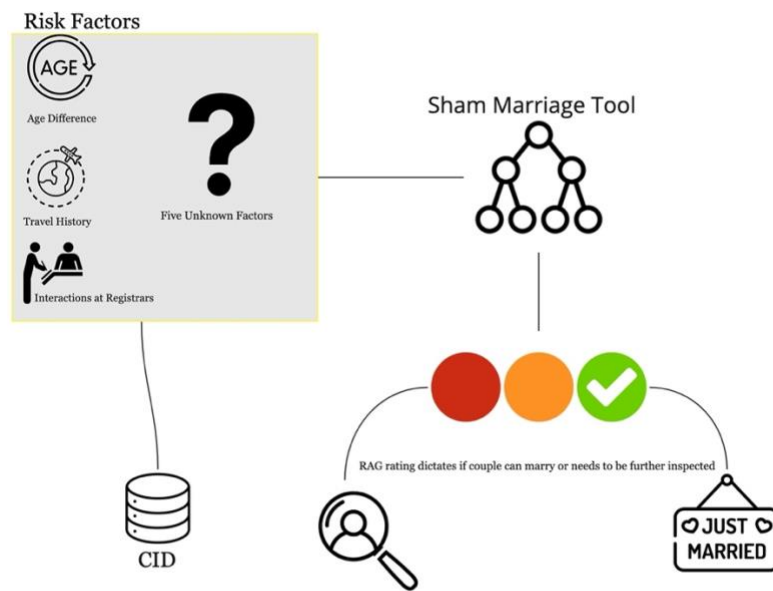 Risk Factors
AGE
Age Difference
Travel History
Interactions at Registrars
Five Unknown Factors
Sham Marriage Tool
RAG rating dictates if couple can marry or needs to be further inspected
CID
JUST
MARRIED